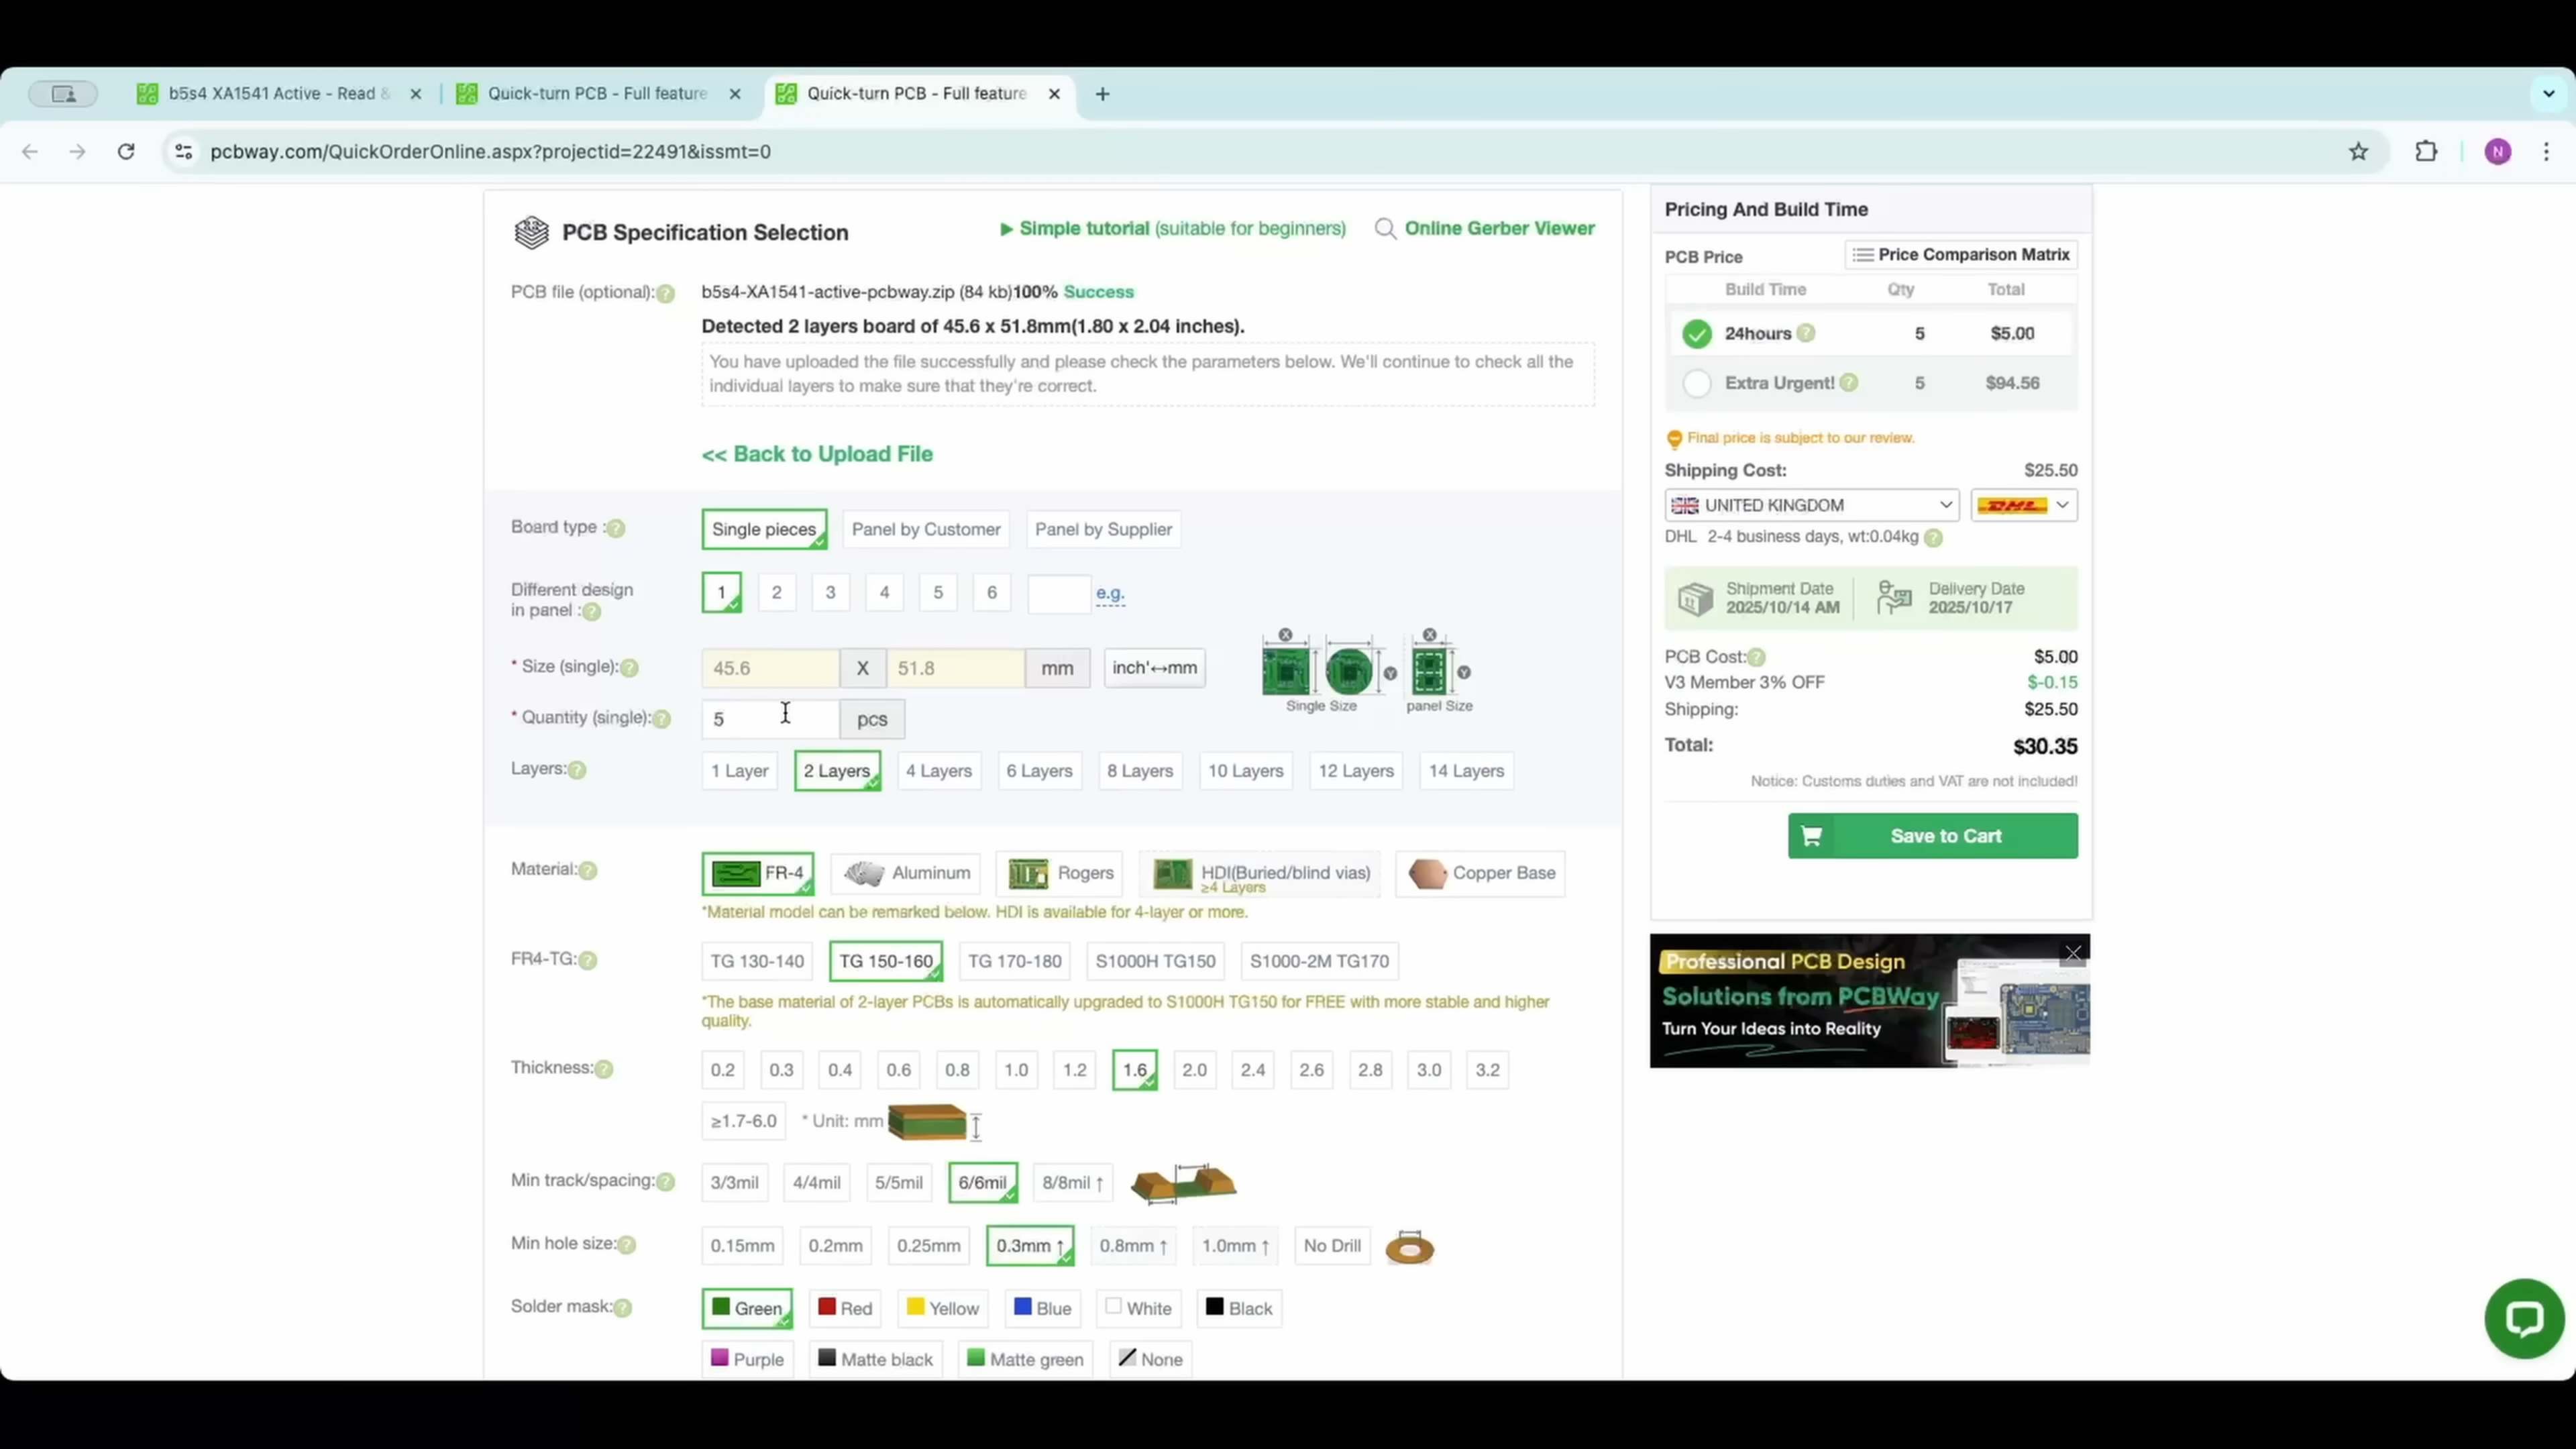 b5s4 XA1541 Active - Read &
Quick-turn PCB - Full feature
Quick-turn PCB - Full feature
pcbway.com/QuickOrderOnline.aspx?projectid=22491&issmt=0
N
PCB Specification Selection
Simple tutorial (suitable for beginners)
Online Gerber Viewer
PCB file (optional):
b5s4-XA1541-active-pcbway.zip (84 kb)100% Success
Detected 2 layers board of 45.6 x 51.8mm(1.80 x 2.04 inches).
You have uploaded the file successfully and please check the parameters below. We'll continue to check all the
individual layers to make sure that they're correct.
<< Back to Upload File
Board type :
Single pieces Panel by Customer Panel by Supplier
Different design
in panel :
1 2 3 4 5 6 e.g.
* Size (single):
45.6 X 51.8 mm inch'↔mm
X Y X Y
Single Size panel Size
* Quantity (single):
5 pcs
Layers:
1 Layer 2 Layers 4 Layers 6 Layers 8 Layers 10 Layers 12 Layers 14 Layers
Material:
FR-4 Aluminum Rogers HDI(Buried/blind vias) Copper Base
≥4 Layers
*Material model can be remarked below. HDI is available for 4-layer or more.
FR4-TG:
TG 130-140 TG 150-160 TG 170-180 S1000H TG150 S1000-2M TG170
*The base material of 2-layer PCBs is automatically upgraded to S1000H TG150 for FREE with more stable and higher
quality.
Thickness:
0.2 0.3 0.4 0.6 0.8 1.0 1.2 1.6 2.0 2.4 2.6 2.8 3.0 3.2
≥1.7-6.0 * Unit: mm
Min track/spacing:
3/3mil 4/4mil 5/5mil 6/6mil 8/8mil ↑
Min hole size:
0.15mm 0.2mm 0.25mm 0.3mm ↑ 0.8mm ↑ 1.0mm ↑ No Drill
Solder mask:
Green Red Yellow Blue White Black
Purple Matte black Matte green None
Pricing And Build Time
PCB Price Price Comparison Matrix
Build Time Qty Total
24hours 5 $5.00
Extra Urgent! 5 $94.56
Final price is subject to our review.
Shipping Cost: $25.50
UNITED KINGDOM DHL
DHL 2-4 business days, wt:0.04kg
Shipment Date Delivery Date
2025/10/14 AM 2025/10/17
PCB Cost: $5.00
V3 Member 3% OFF $-0.15
Shipping: $25.50
Total: $30.35
Notice: Customs duties and VAT are not included!
Save to Cart
Professional PCB Design
Solutions from PCBWay
Turn Your Ideas into Reality